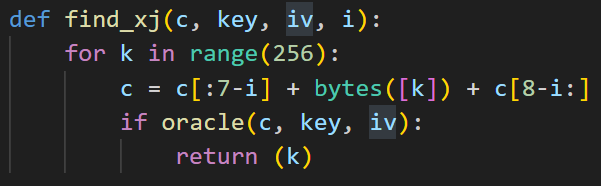 def find_xj(c, key, iv, i):
    for k in range(256):
        c = c[:7-i] + bytes([k]) + c[8-i:]
        if oracle(c, key, iv):
            return (k)